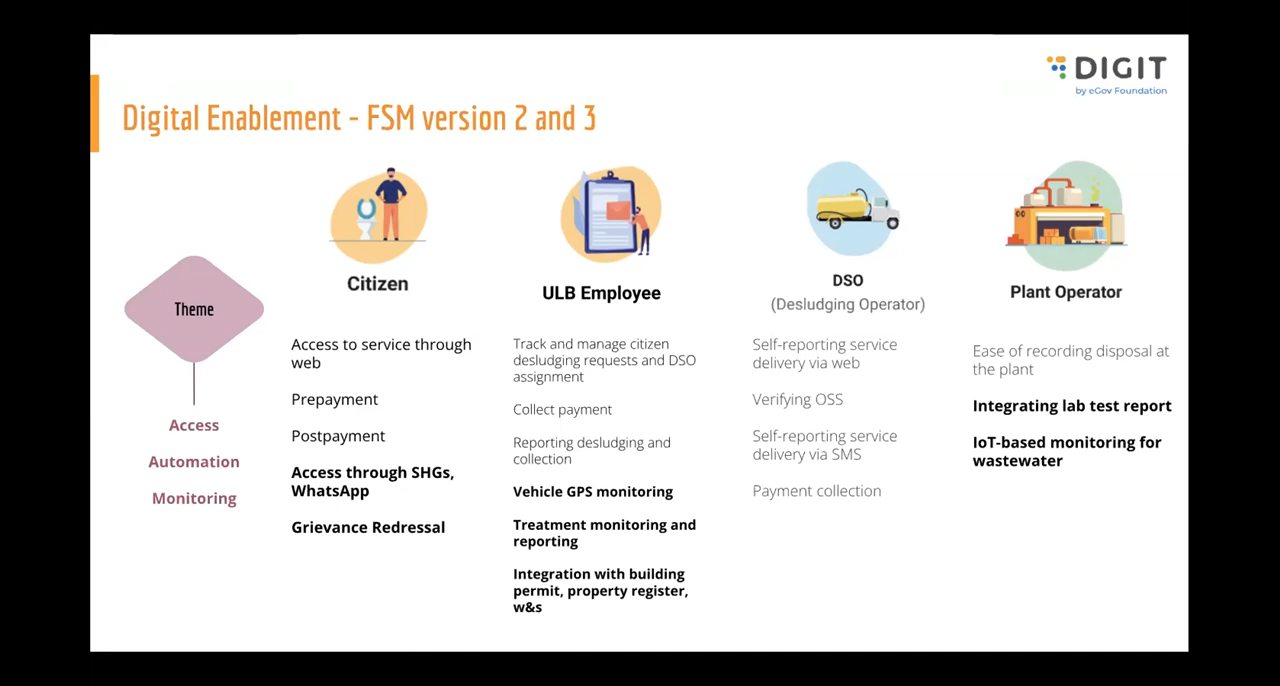 DIGIT
by eGov Foundation
Digital Enablement - FSM version 2 and 3
Theme
Access
Automation
Monitoring
Citizen
Access to service through
web
Prepayment
Postpayment
Access through SHGs,
WhatsApp
Grievance Redressal
ULB Employee
Track and manage citizen
desludging requests and DSO
assignment
Collect payment
Reporting desludging and
collection
Vehicle GPS monitoring
Treatment monitoring and
reporting
Integration with building
permit, property register,
w&s
DSO
(Desludging Operator)
Self-reporting service
delivery via web
Verifying OSS
Self-reporting service
delivery via SMS
Payment collection
Plant Operator
Ease of recording disposal at
the plant
Integrating lab test report
IoT-based monitoring for
wastewater